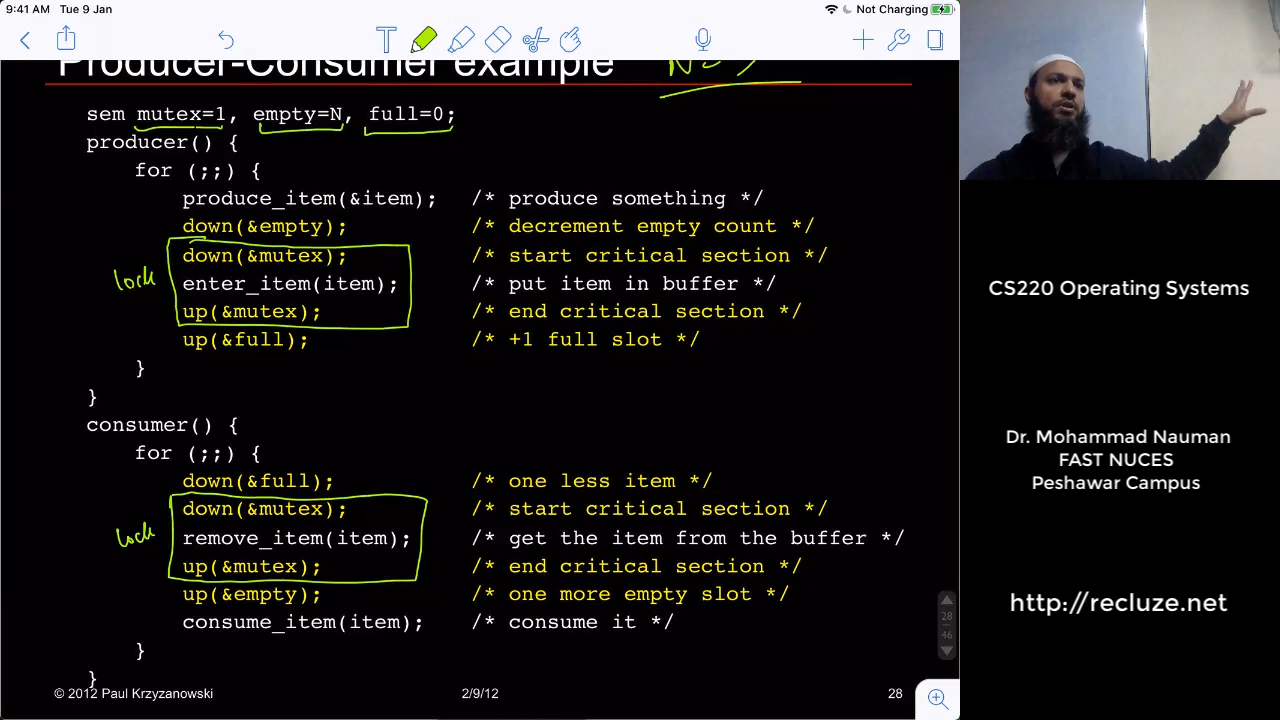 9:41 AM Tue 9 Jan
Not Charging
Producer-Consumer example
sem mutex=1, empty=N, full=0;
producer() {
for (;;) {
produce_item(&item); /* produce something */
down(&empty); /* decrement empty count */
down(&mutex); /* start critical section */
lock
enter_item(item); /* put item in buffer */
up(&mutex); /* end critical section */
up(&full); /* +1 full slot */
}
}
consumer() {
for (;;) {
down(&full); /* one less item */
down(&mutex); /* start critical section */
lock
remove_item(item); /* get the item from the buffer */
up(&mutex); /* end critical section */
up(&empty); /* one more empty slot */
consume_item(item); /* consume it */
}
}
© 2012 Paul Krzyzanowski 2/9/12 28
28
46
CS220 Operating Systems
Dr. Mohammad Nauman
FAST NUCES
Peshawar Campus
http://recluze.net